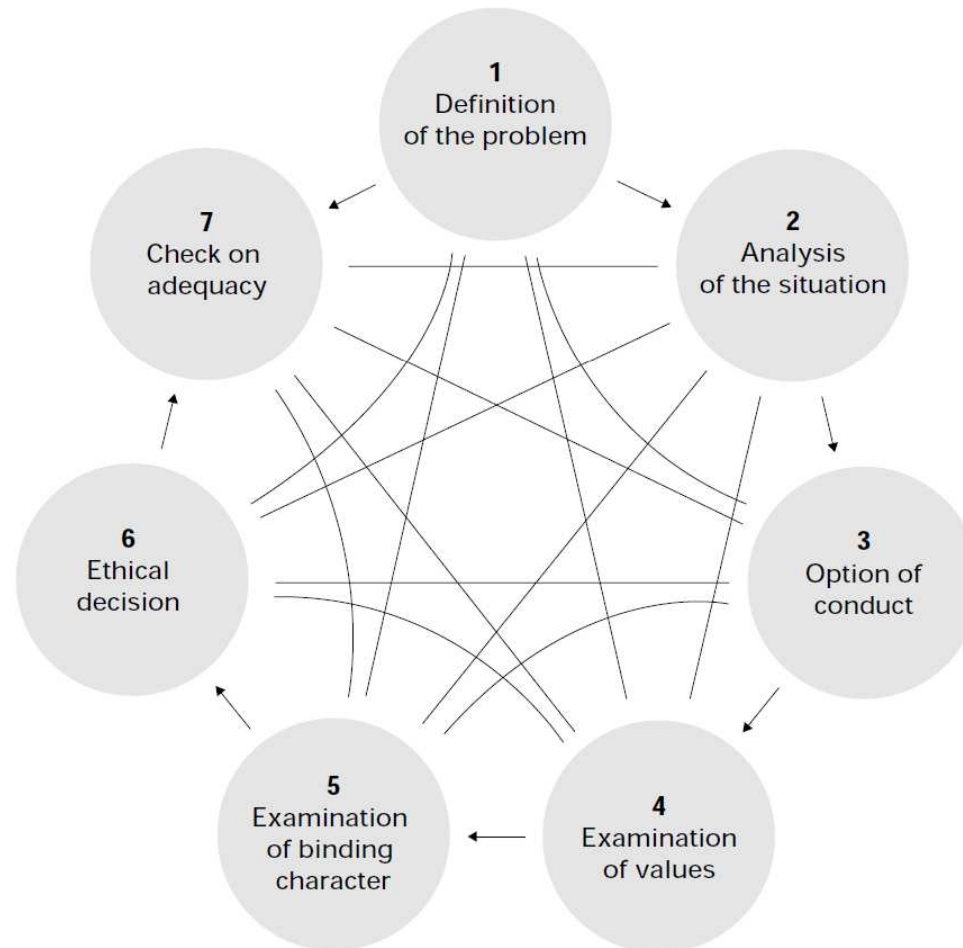 1
Definition
of the problem
2
Analysis
of the situation
3
Option of
conduct
4
Examination
of values
5
Examination
of binding
character
6
Ethical
decision
7
Check on
adequacy